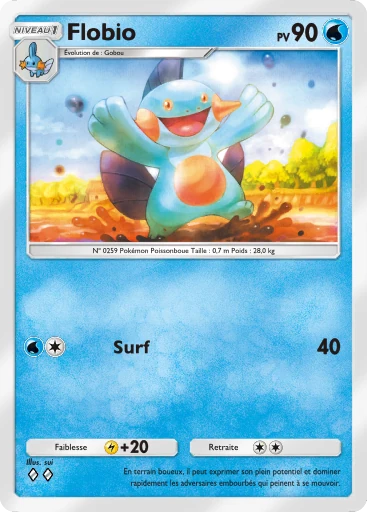 NIVEAU 1
Flobio
PV 90
Évolution de : Gobou
N° 0259 Pokémon Poissonboue Taille : 0,7 m Poids : 28,0 kg
Surf 40
Faiblesse +20 Retraite
Illus. sui
En terrain boueux, il peut exprimer son plein potentiel et dominer
rapidement les adversaires embourbés qui peinent à se mouvoir.